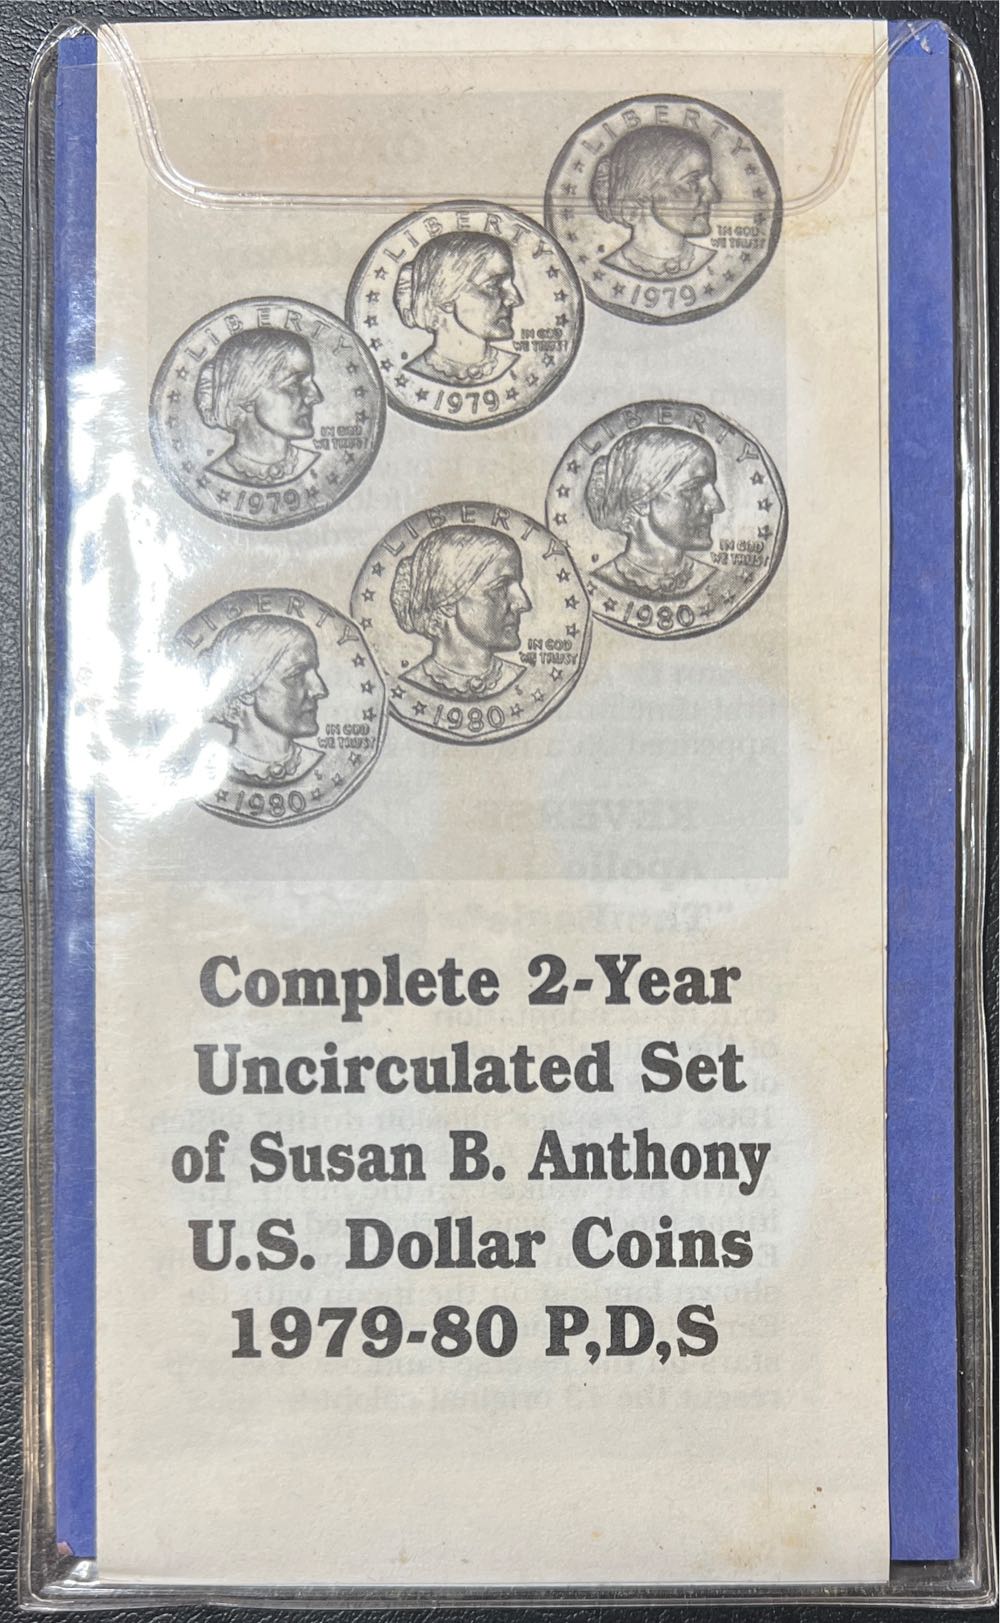 LIBERTY
IN GOD
WE TRUST
1979
LIBERTY
IN GOD
WE TRUST
1979
LIBERTY
IN GOD
WE TRUST
1979
LIBERTY
IN GOD
WE TRUST
1980
LIBERTY
IN GOD
WE TRUST
1980
LIBERTY
IN GOD
WE TRUST
1980
Complete 2-Year
Uncirculated Set
of Susan B. Anthony
U.S. Dollar Coins
1979-80 P,D,S